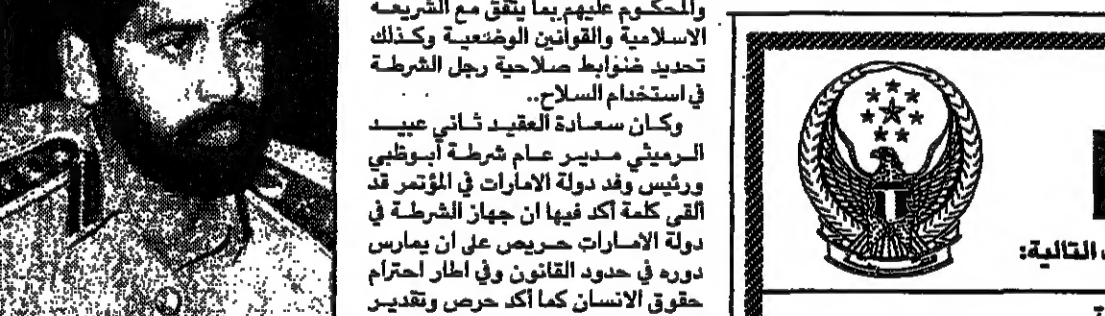 والمحكوم عليهم بما يتفق مع الشريعه
الاسلامية والقوانين الوضعية وكذلك
تحديد ضوابط صلاحية رجل الشرطة
في استخدام السلاح..
وكان سعادة العقيد ثاني عبيد
الرميثي مدير عام شرطة أبوظبي
ورئيس وفد دولة الامارات في المؤتمر قد
ألقى كلمة أكد فيها ان جهاز الشرطة في
دولة الامارات حريص على ان يمارس
دوره في حدود القانون وفي اطار احترام
حقوق الانسان كما أكد حرص وتقدير
التالية: